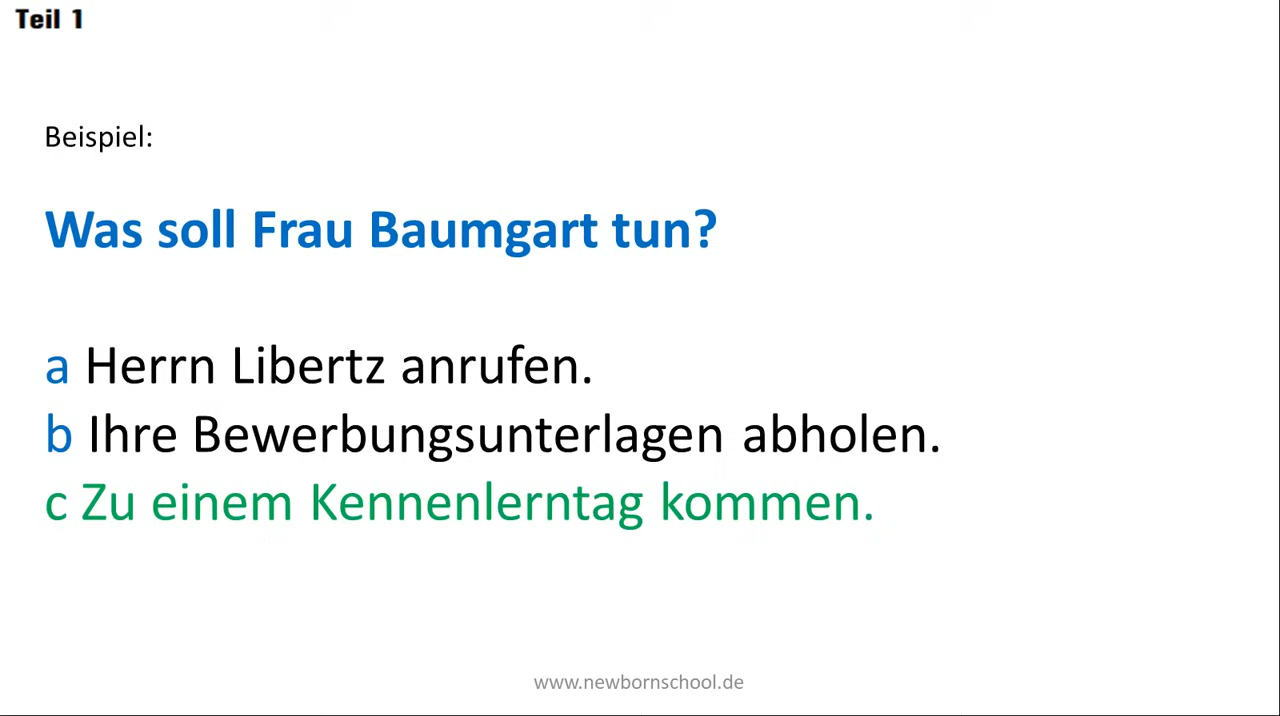 Teil 1
Beispiel:
Was soll Frau Baumgart tun?
a Herrn Libertz anrufen.
b Ihre Bewerbungsunterlagen abholen.
c Zu einem Kennenlerntag kommen.
www.newbornschool.de